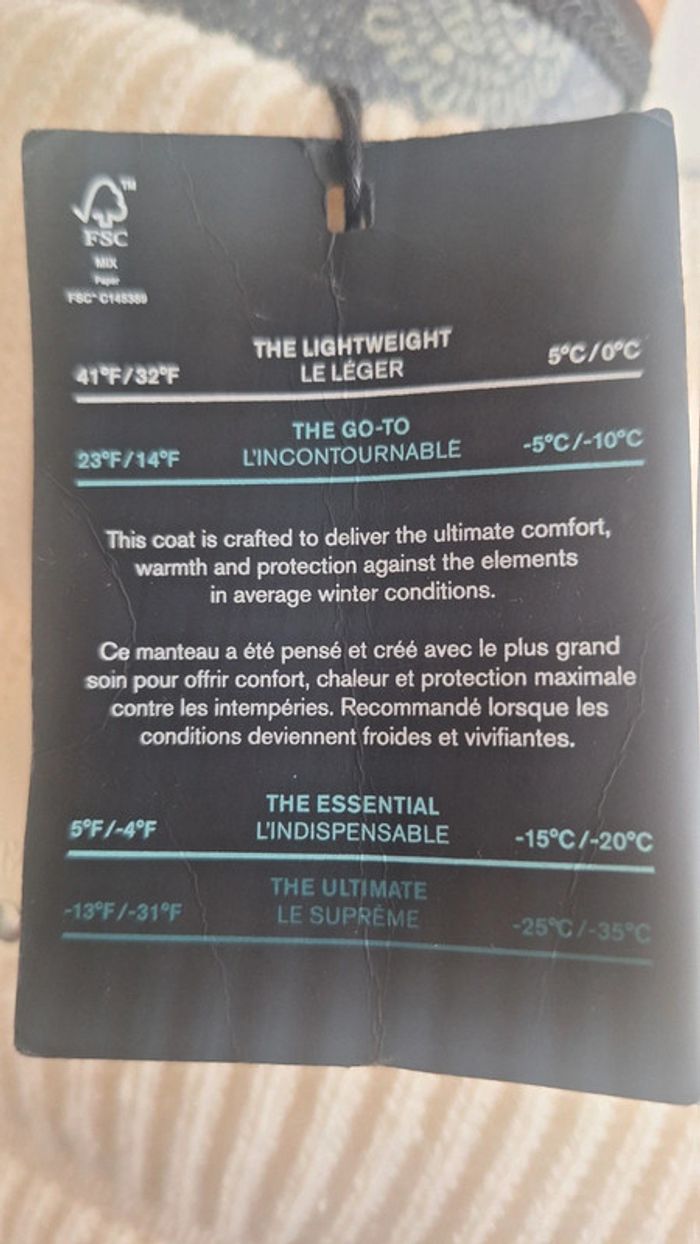 TM
FSC
MIX
Paper
FSC® C148389
THE LIGHTWEIGHT
41°F/32°F LE LÉGER 5°C/0°C
THE GO-TO
23°F/14°F L'INCONTOURNABLE -5°C/-10°C
This coat is crafted to deliver the ultimate comfort,
warmth and protection against the elements
in average winter conditions.
Ce manteau a été pensé et créé avec le plus grand
soin pour offrir confort, chaleur et protection maximale
contre les intempéries. Recommandé lorsque les
conditions deviennent froides et vivifiantes.
THE ESSENTIAL
5°F/-4°F L'INDISPENSABLE -15°C/-20°C
THE ULTIMATE
-13°F/-31°F LE SUPRÊME -25°C/-35°C